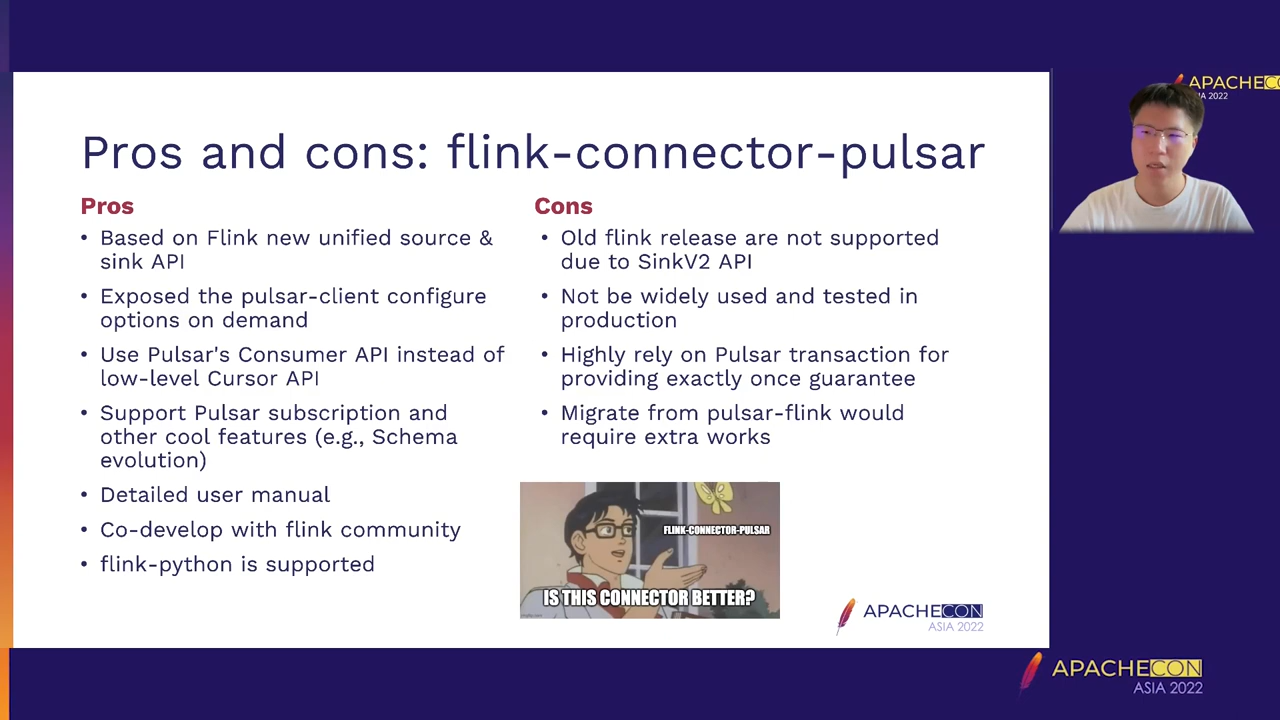 Pros and cons: flink-connector-pulsar
Pros
• Based on Flink new unified source &
sink API
• Exposed the pulsar-client configure
options on demand
• Use Pulsar's Consumer API instead of
low-level Cursor API
• Support Pulsar subscription and
other cool features (e.g., Schema
evolution)
• Detailed user manual
• Co-develop with flink community
• flink-python is supported
Cons
• Old flink release are not supported
due to SinkV2 API
• Not be widely used and tested in
production
• Highly rely on Pulsar transaction for
providing exactly once guarantee
• Migrate from pulsar-flink would
require extra works
FLINK-CONNECTOR-PULSAR
IS THIS CONNECTOR BETTER?
imgflip.com
APACHECON
ASIA 2022
APACHECO
IA 2022
APACHECON
ASIA 2022